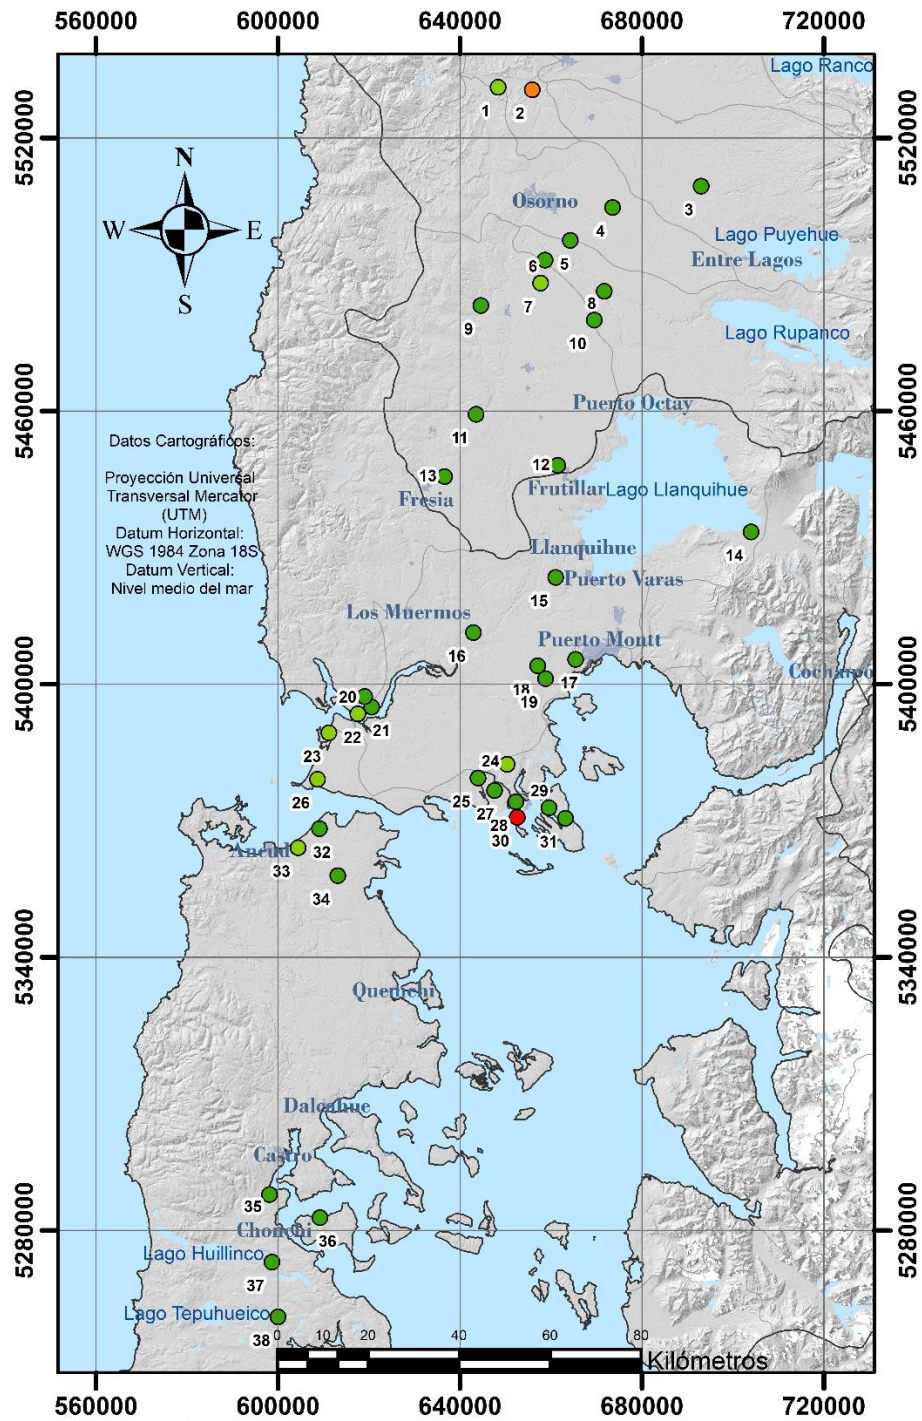 560000 600000 640000 680000 720000
Lago Ranco
1
2
5520000 5520000
N
W E
S
3
Osorno
4
Lago Puyehue
5
6
Entre Lagos
7
8
9
Lago Rupanco
10
5460000 5460000
Puerto Octay
11
Datos Cartográficos:
Proyección Universal
Transversal Mercator
(UTM)
Datum Horizontal:
WGS 1984 Zona 18S
Datum Vertical:
Nivel medio del mar
12
13
Frutillar
Lago Llanquihue
Fresia
14
Llanquihue
Puerto Varas
15
Los Muermos
Puerto Montt
16
Cochamó
17
18
19
5400000 5400000
20
21
22
23
24
25
26
27
28
29
30
31
32
Ancud
33
34
5340000 5340000
Quemchi
Dalcahue
Castro
35
Chonchi
36
5280000 5280000
Lago Huillinco
37
Lago Tepuhueico
38
0 10 20 40 60 80
Kilómetros
560000 600000 640000 680000 720000